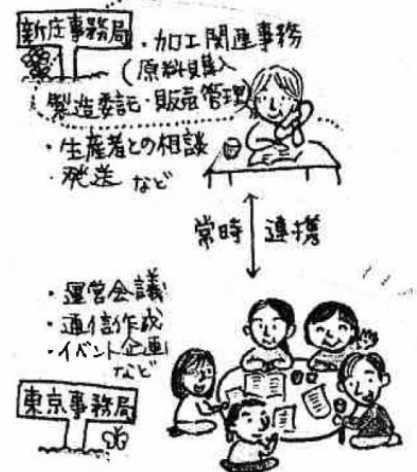 新庄事務局
・加工関連事務
(原料購入
製造委託・販売管理)
・生産者との相談
・発送 など
常時 連携
・運営会議
・通信作成
・イベント企画
など
東京事務局